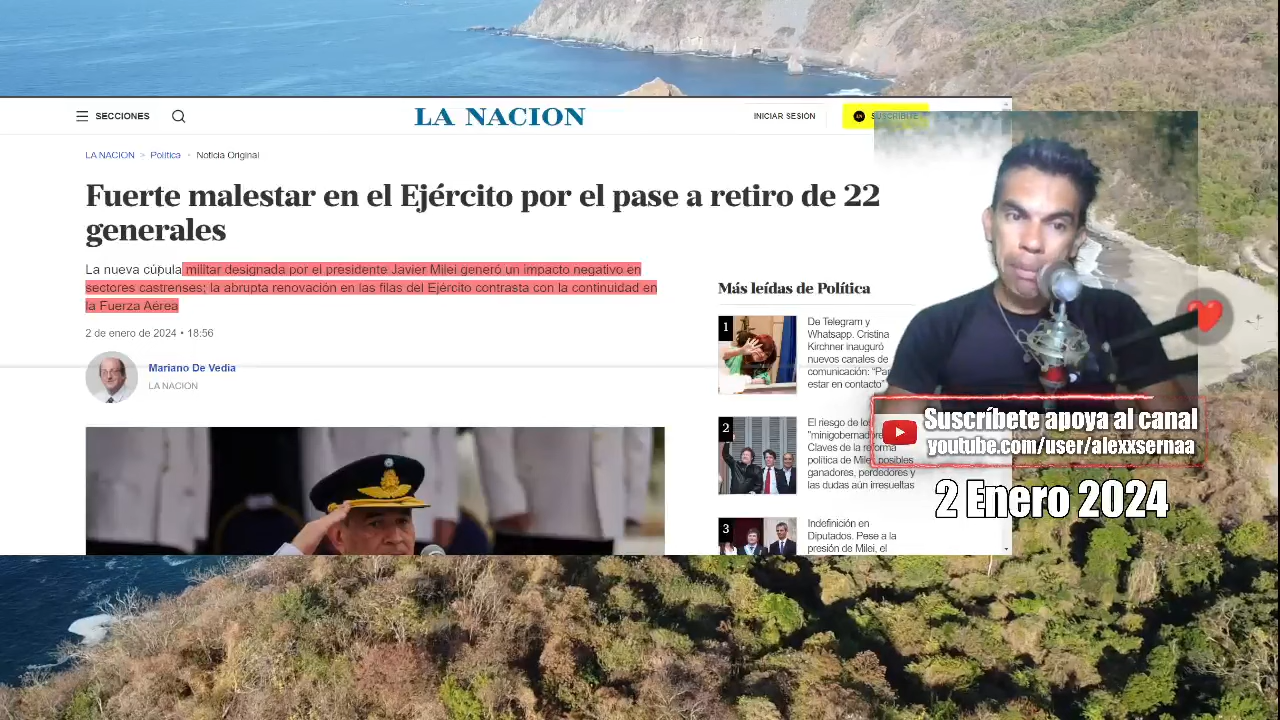 SECCIONES
LA NACION
INICIAR SESIÓN
SUSCRIBITE
LA NACION > Política • Noticia Original
Fuerte malestar en el Ejército por el pase a retiro de 22
generales
La nueva cúpula militar designada por el presidente Javier Milei generó un impacto negativo en
sectores castrenses; la abrupta renovación en las filas del Ejército contrasta con la continuidad en
la Fuerza Aérea
2 de enero de 2024 • 18:56
Mariano De Vedia
LA NACION
Más leídas de Política
1
De Telegram y
Whatsapp. Cristina
Kirchner inauguró
nuevos canales de
comunicación: "Par
estar en contacto"
2
El riesgo de los
"minigobernadore
Claves de la reforma
política de Milei, posibles
ganadores, perdedores y
las dudas aún irresueltas
3
Indefinición en
Diputados. Pese a la
presión de Milei, el
Suscríbete apoya al canal
youtube.com/user/alexxsernaa
2 Enero 2024